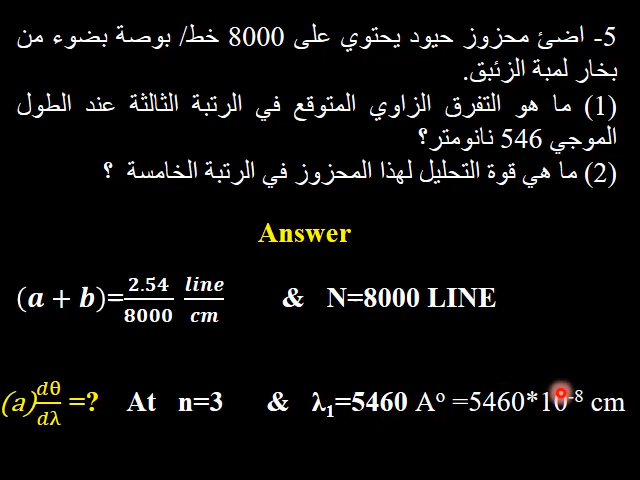 5- اضئ محزوز حيود يحتوي على 8000 خط/ بوصة بضوء من
بخار لمبة الزئبق.
(1) ما هو التفرق الزاوي المتوقع في الرتبة الثالثة عند الطول
الموجي 546 نانومتر؟
(2) ما هي قوة التحليل لهذا المحزوز في الرتبة الخامسة ؟
Answer
(a + b)=2.54/8000 line/cm & N=8000 LINE
(a) dθ/dλ =? At n=3 & λ₁=5460 Aº =5460*10⁻⁸ cm